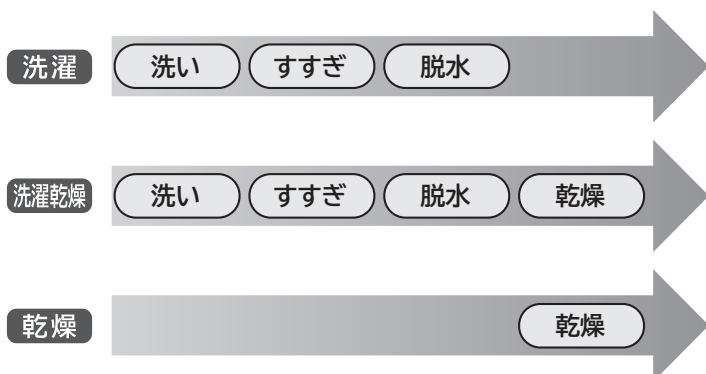 洗濯 洗い すすぎ 脱水
洗濯乾燥 洗い すすぎ 脱水 乾燥
乾燥 乾燥